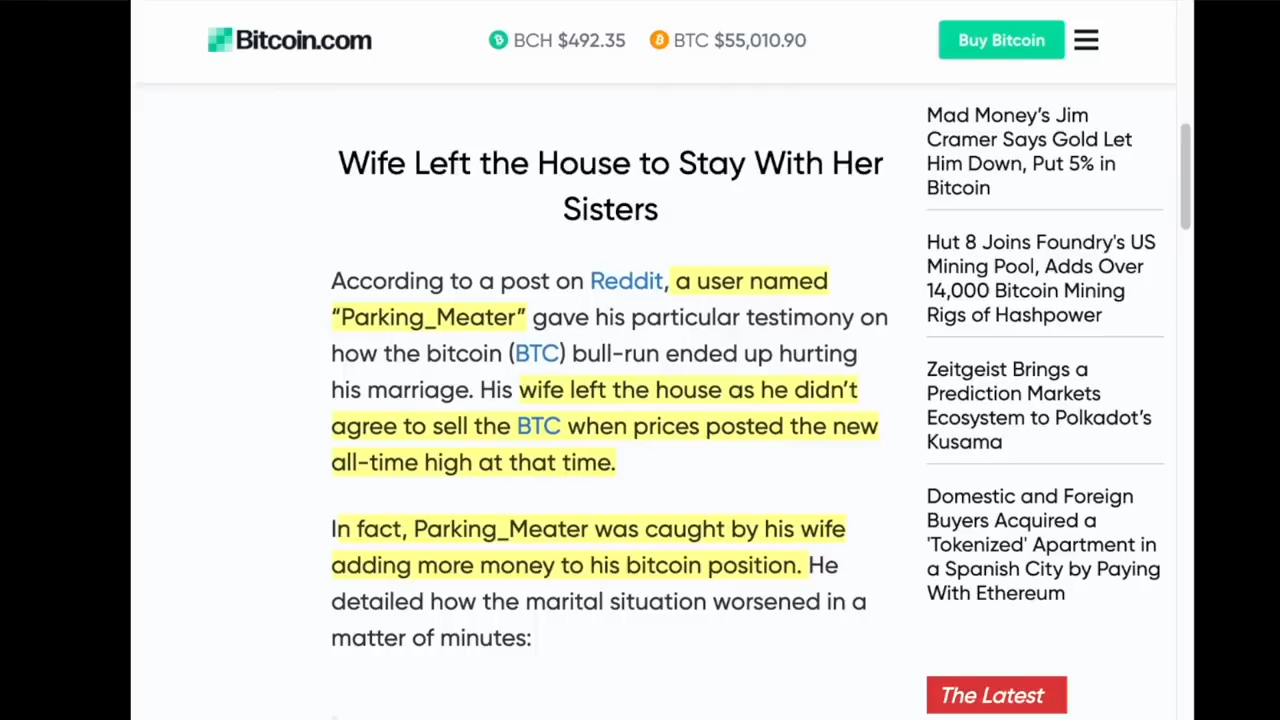 Bitcoin.com
BCH $492.35
BTC $55,010.90
Buy Bitcoin
Wife Left the House to Stay With Her
Sisters
According to a post on Reddit, a user named
“Parking_Meater” gave his particular testimony on
how the bitcoin (BTC) bull-run ended up hurting
his marriage. His wife left the house as he didn’t
agree to sell the BTC when prices posted the new
all-time high at that time.
In fact, Parking_Meater was caught by his wife
adding more money to his bitcoin position. He
detailed how the marital situation worsened in a
matter of minutes:
Mad Money’s Jim
Cramer Says Gold Let
Him Down, Put 5% in
Bitcoin
Hut 8 Joins Foundry's US
Mining Pool, Adds Over
14,000 Bitcoin Mining
Rigs of Hashpower
Zeitgeist Brings a
Prediction Markets
Ecosystem to Polkadot’s
Kusama
Domestic and Foreign
Buyers Acquired a
'Tokenized' Apartment in
a Spanish City by Paying
With Ethereum
The Latest